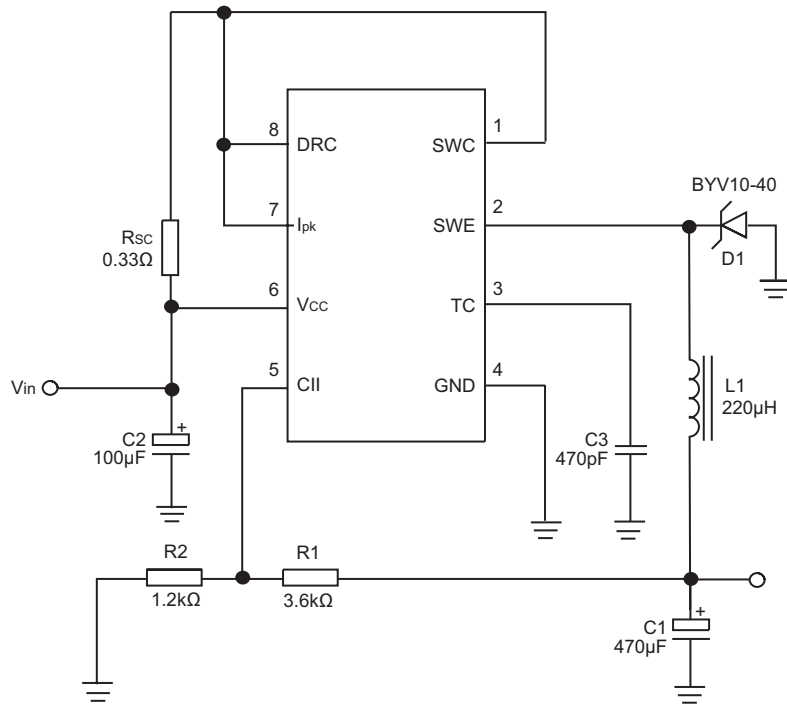 1
8
DRC
SWC
BYV10-40
7
2
Ipk
SWE
RSC
0.33Ω
D1
6
3
VCC
TC
5
4
Vin
CII
GND
L1
220µH
C2
+
100µF
C3
470pF
R2
R1
1.2kΩ
3.6kΩ
+
C1
470µF